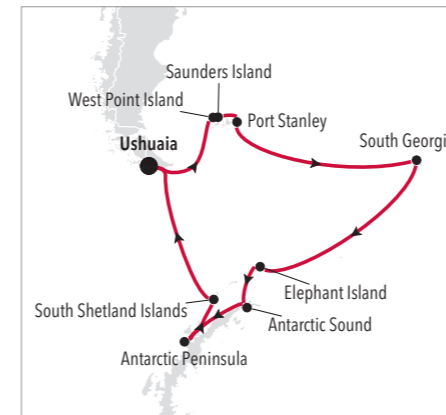 Saunders Island
West Point Island
Port Stanley
Ushuaia
South Georgi
Elephant Island
South Shetland Islands
Antarctic Sound
Antarctic Peninsula